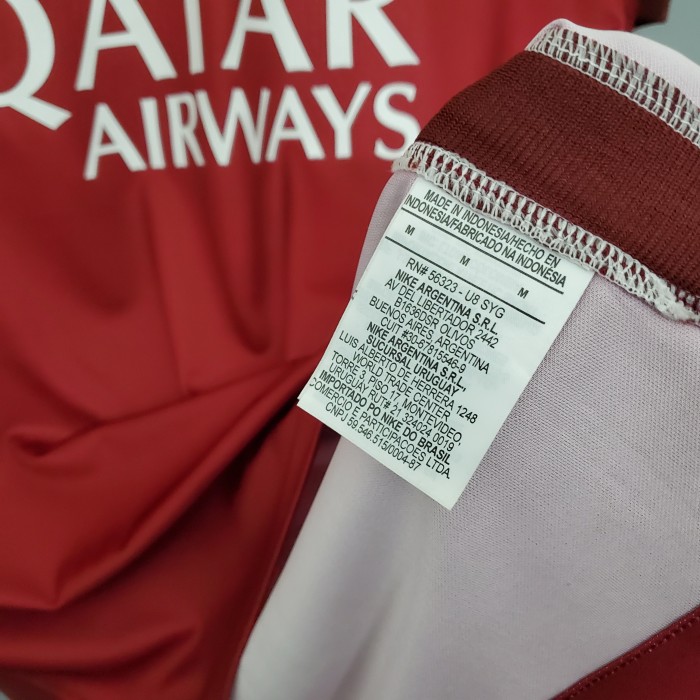 QATAR
AIRWAYS
MADE IN INDONESIA/HECHO EN
INDONESIA/FABRICADO NA INDONESIA
M M M
RN# 56323 - U8 SYG
NIKE ARGENTINA S.R.L.
AV DEL LIBERTADOR 2442
B1636DSR OLIVOS
BUENOS AIRES, ARGENTINA
CUIT #30-67815546-9
NIKE ARGENTINA S.R.L.,
SUCURSAL URUGUAY
LUIS ALBERTO DE HERRERA 1248
WORLD TRADE CENTER
TORRE 3, PISO 17, MONTEVIDEO,
URUGUAY RUT# 21 324024 0019
IMPORTADO PO NIKE DO BRASIL
COMERCIO E PARTICIPACOES LTDA.
CNPJ 59.546.515/0004-87